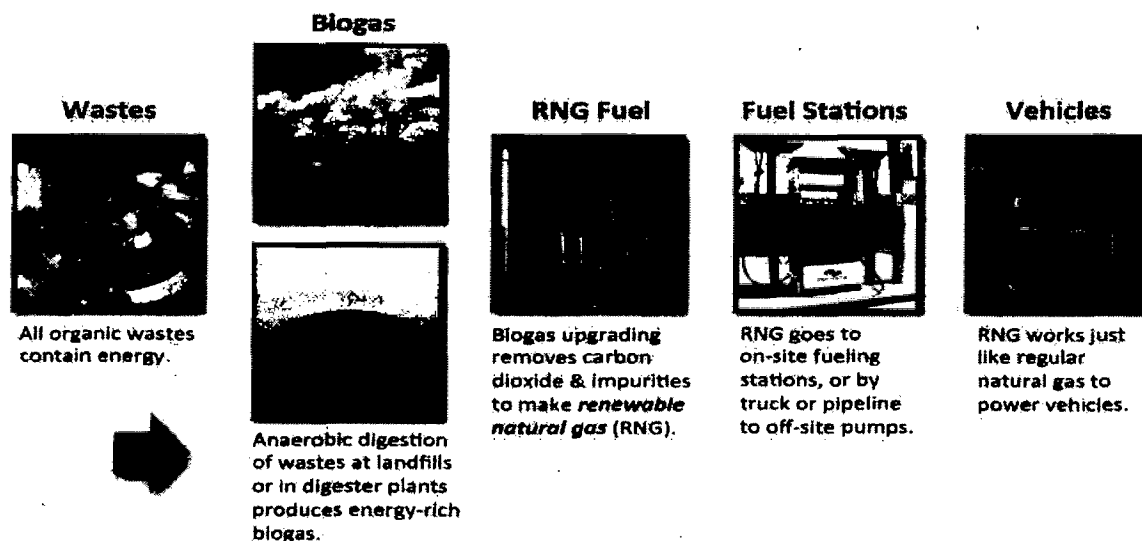 Biogas
Wastes
RNG Fuel
Fuel Stations
Vehicles
All organic wastes
contain energy.
Anaerobic digestion
of wastes at landfills
or in digester plants
produces energy-rich
biogas.
Biogas upgrading
removes carbon
dioxide & impurities
to make renewable
natural gas (RNG).
RNG goes to
on-site fueling
stations, or by
truck or pipeline
to off-site pumps.
RNG works just
like regular
natural gas to
power vehicles.